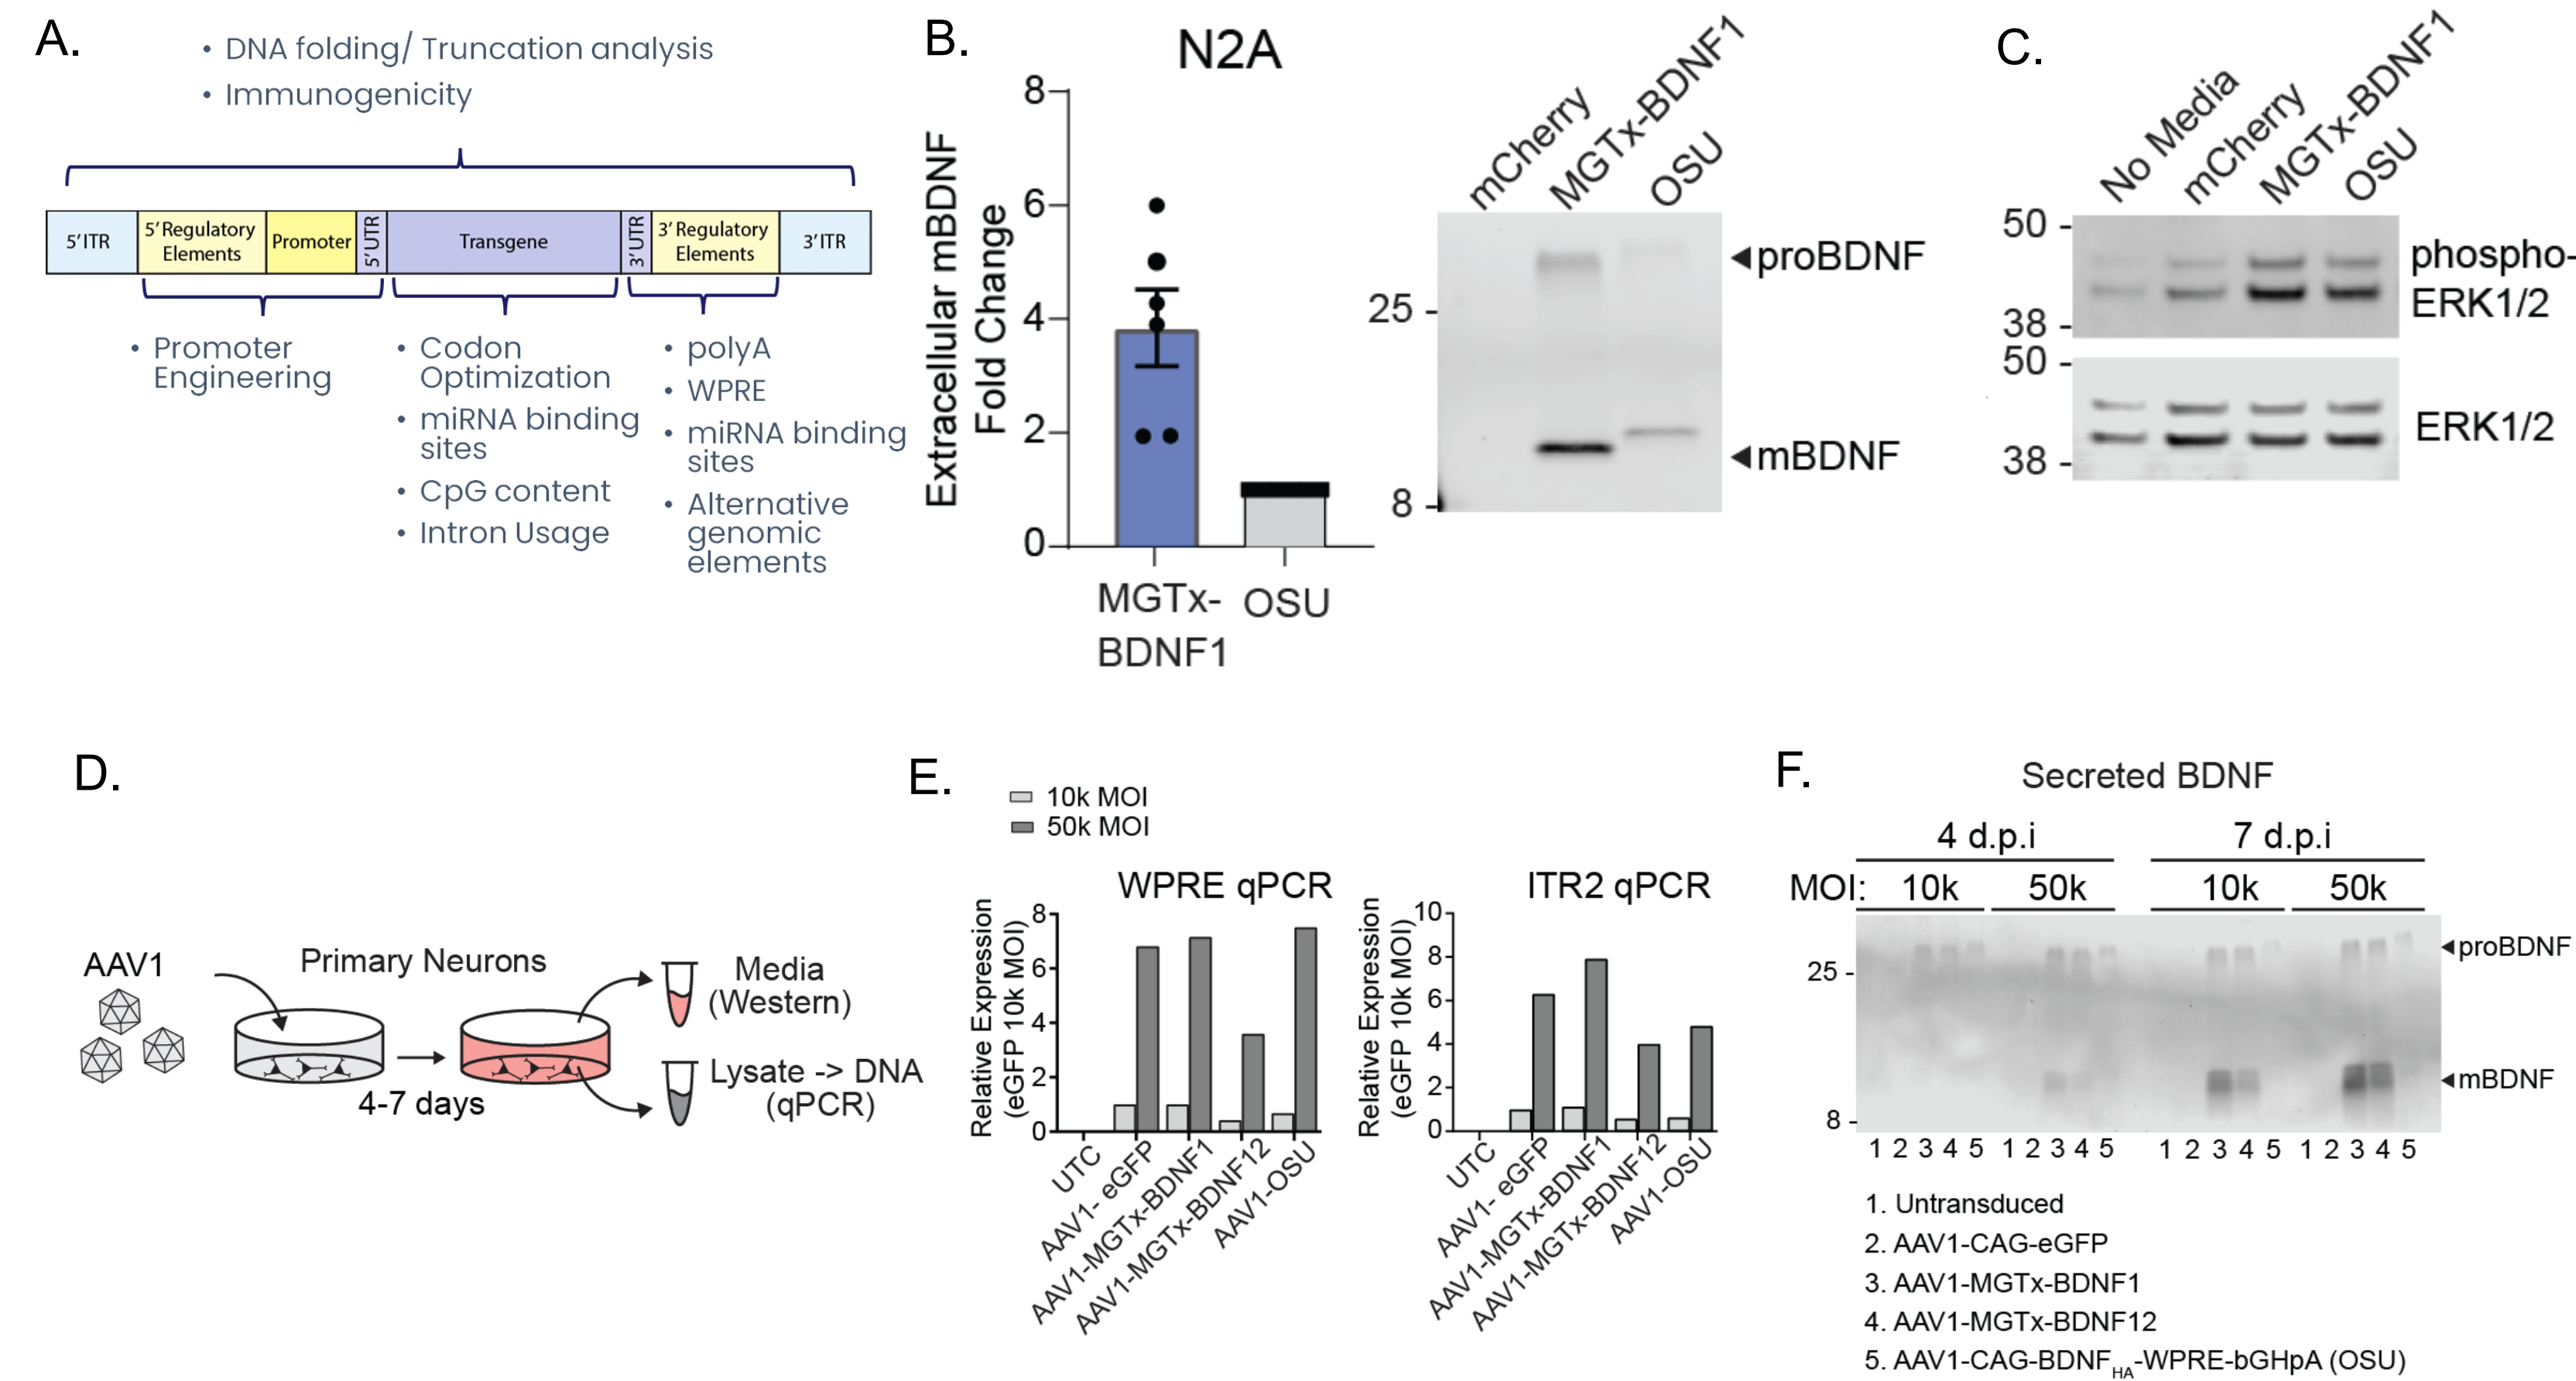 A.
• DNA folding/ Truncation analysis
• Immunogenicity
5' ITR
5' Regulatory
Elements
Promoter
5' UTR
Transgene
3' UTR
3' Regulatory
Elements
3' ITR
• Promoter
Engineering
• Codon
Optimization
• miRNA binding
sites
• CpG content
• Intron Usage
• polyA
• WPRE
• miRNA binding
sites
• Alternative
genomic
elements
B.
N2A
Extracellular mBDNF
Fold Change
8
6
4
2
0
MGTx-
BDNF1
OSU
mCherry
MGTx-BDNF1
OSU
25 -
8 -
◄proBDNF
◄mBDNF
C.
No Media
mCherry
MGTx-BDNF1
OSU
50 -
38 -
50 -
38 -
phospho-
ERK1/2
ERK1/2
D.
AAV1
Primary Neurons
4-7 days
Media
(Western)
Lysate -> DNA
(qPCR)
E.
10k MOI
50k MOI
WPRE qPCR
Relative Expression
(eGFP 10k MOI)
8
6
4
2
0
UTC
AAV1- eGFP
AAV1-MGTx-BDNF1
AAV1-MGTx-BDNF12
AAV1-OSU
ITR2 qPCR
Relative Expression
(eGFP 10k MOI)
10
8
6
4
2
0
UTC
AAV1- eGFP
AAV1-MGTx-BDNF1
AAV1-MGTx-BDNF12
AAV1-OSU
F.
Secreted BDNF
4 d.p.i
7 d.p.i
MOI: 10k 50k 10k 50k
25 -
8 -
◄proBDNF
◄mBDNF
1 2 3 4 5 1 2 3 4 5 1 2 3 4 5 1 2 3 4 5
1. Untransduced
2. AAV1-CAG-eGFP
3. AAV1-MGTx-BDNF1
4. AAV1-MGTx-BDNF12
5. AAV1-CAG-BDNF HA-WPRE-bGHpA (OSU)